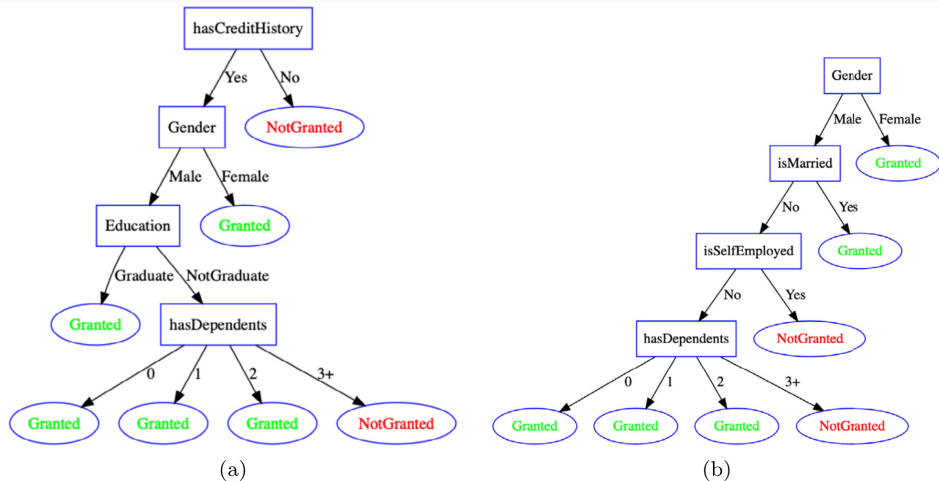 hasCreditHistory
Yes
No
Gender
NotGranted
Male
Female
Education
Granted
Graduate
NotGraduate
Granted
hasDependents
0
1
2
3+
Granted
Granted
Granted
NotGranted
(a)
Gender
Male
Female
isMarried
Granted
No
Yes
isSelfEmployed
Granted
No
Yes
hasDependents
NotGranted
0
1
2
3+
Granted
Granted
Granted
NotGranted
(b)